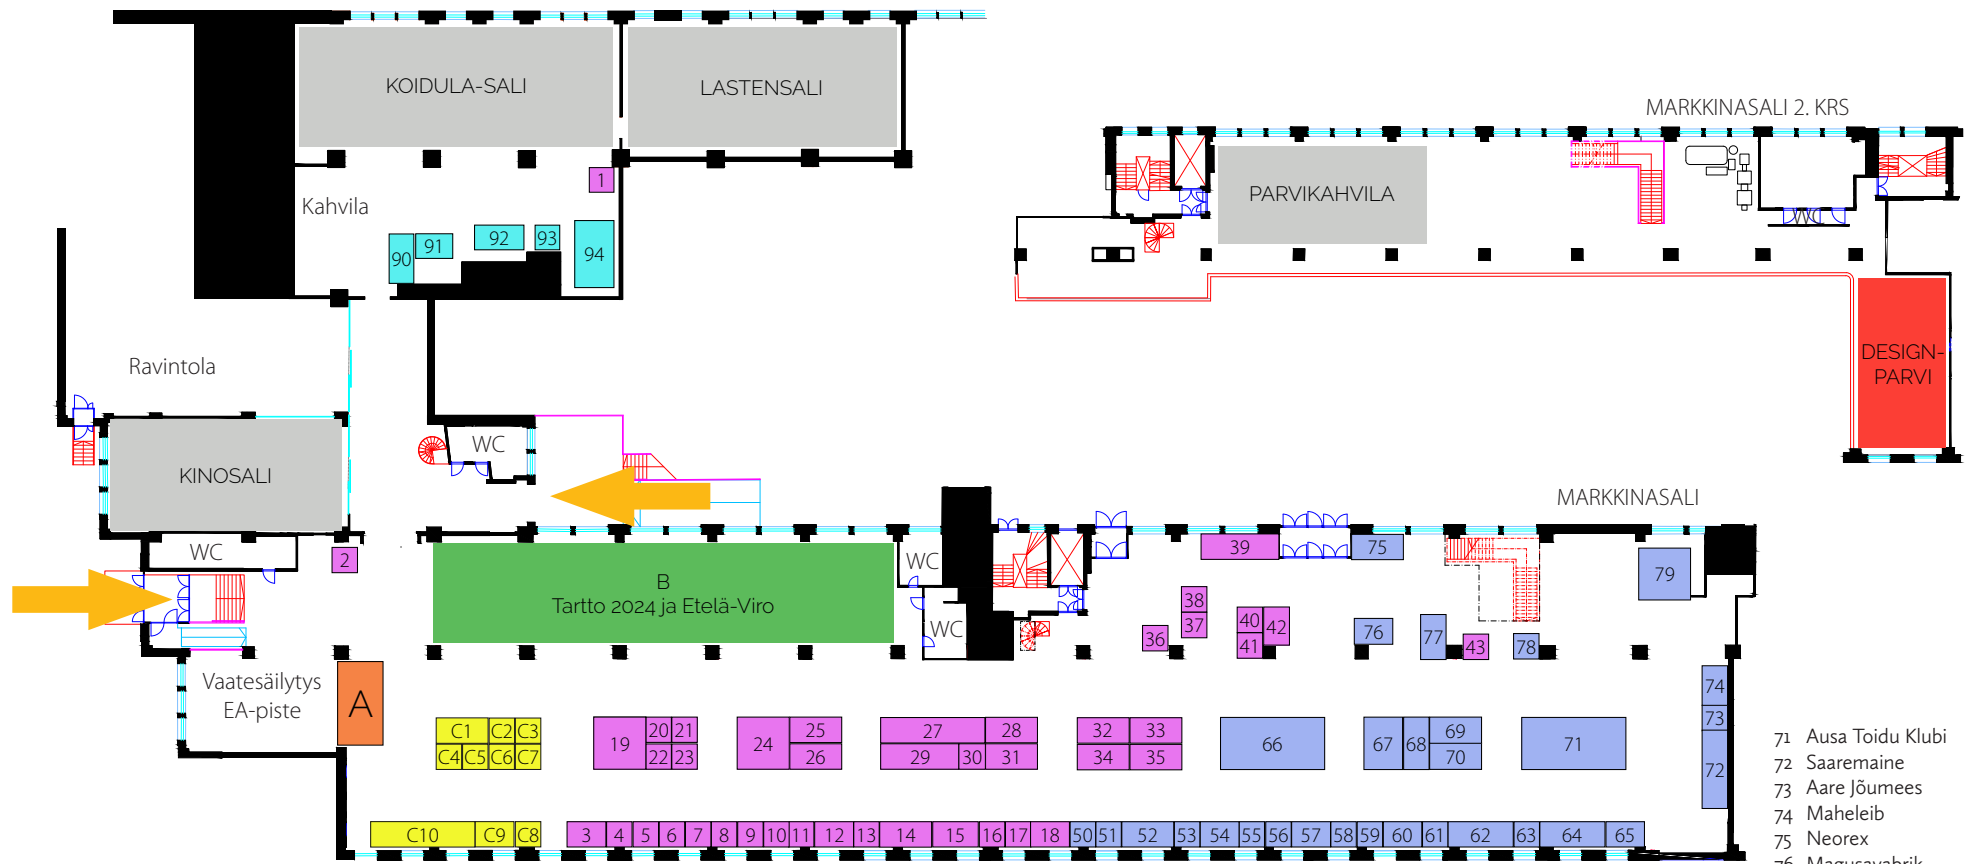 KOIDULA-SALI
LASTENSALI
MARKKINASALI 2. KRS
1
Kahvila
PARVIKAHVILA
WC
90
91
92
93
94
DESIGN-
PARVI
Ravintola
KINOSALI
WC
MARKKINASALI
WC
2
B
Tartto 2024 ja Etelä-Viro
WC
WC
39
75
79
38
37
36
40
41
42
76
77
43
78
Vaatesäilytys
EA-piste
A
74
73
72
C1 C2 C3
C4 C5 C6 C7
19
20 21
22 23
24
25
26
27 28
29 30 31
32 33
34 35
66
67 68
69
70
71
C10 C9 C8
3 4 5 6 7 8 9 10 11 12 13 14 15 16 17 18 50 51 52 53 54 55 56 57 58 59 60 61 62 63 64 65
71 Ausa Toidu Klubi
72 Saaremaine
73 Aare Jõumees
74 Maheleib
75 Neorex
76 Magusavabrik